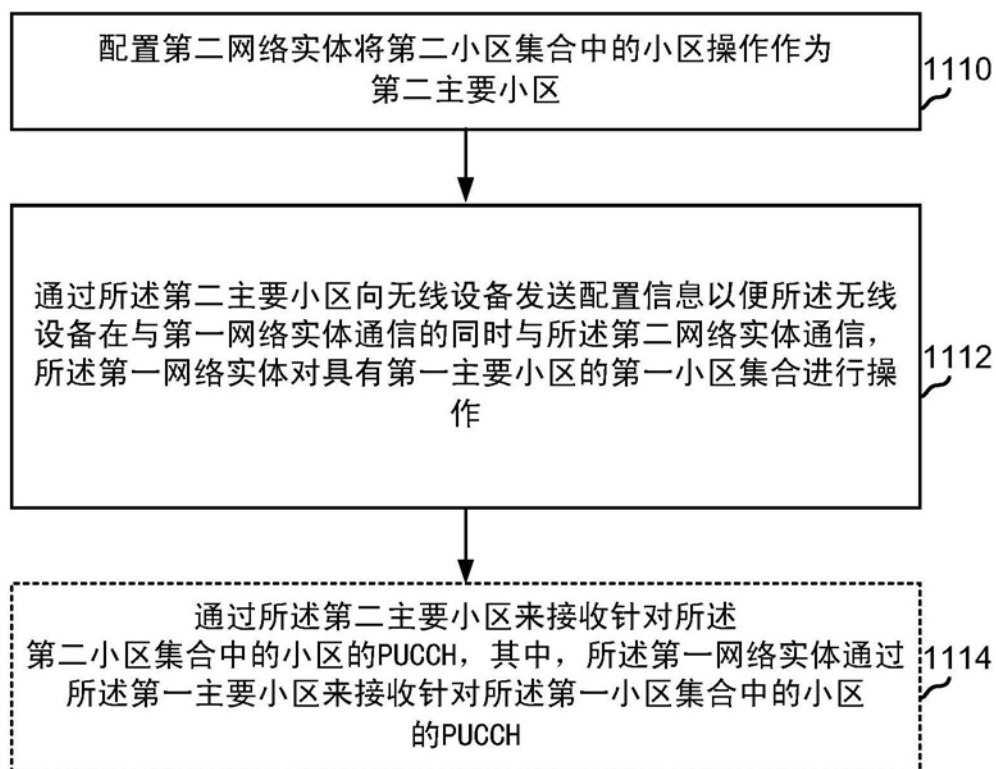 配置第二网络实体将第二小区集合中的小区操作作为
第二主要小区
1110
通过所述第二主要小区向无线设备发送配置信息以便所述无线
设备在与第一网络实体通信的同时与所述第二网络实体通信，
所述第一网络实体对具有第一主要小区的第一小区集合进行操
作
1112
通过所述第二主要小区来接收针对所述
第二小区集合中的小区的PUCCH，其中，所述第一网络实体通过
所述第一主要小区来接收针对所述第一小区集合中的小区
的PUCCH
1114